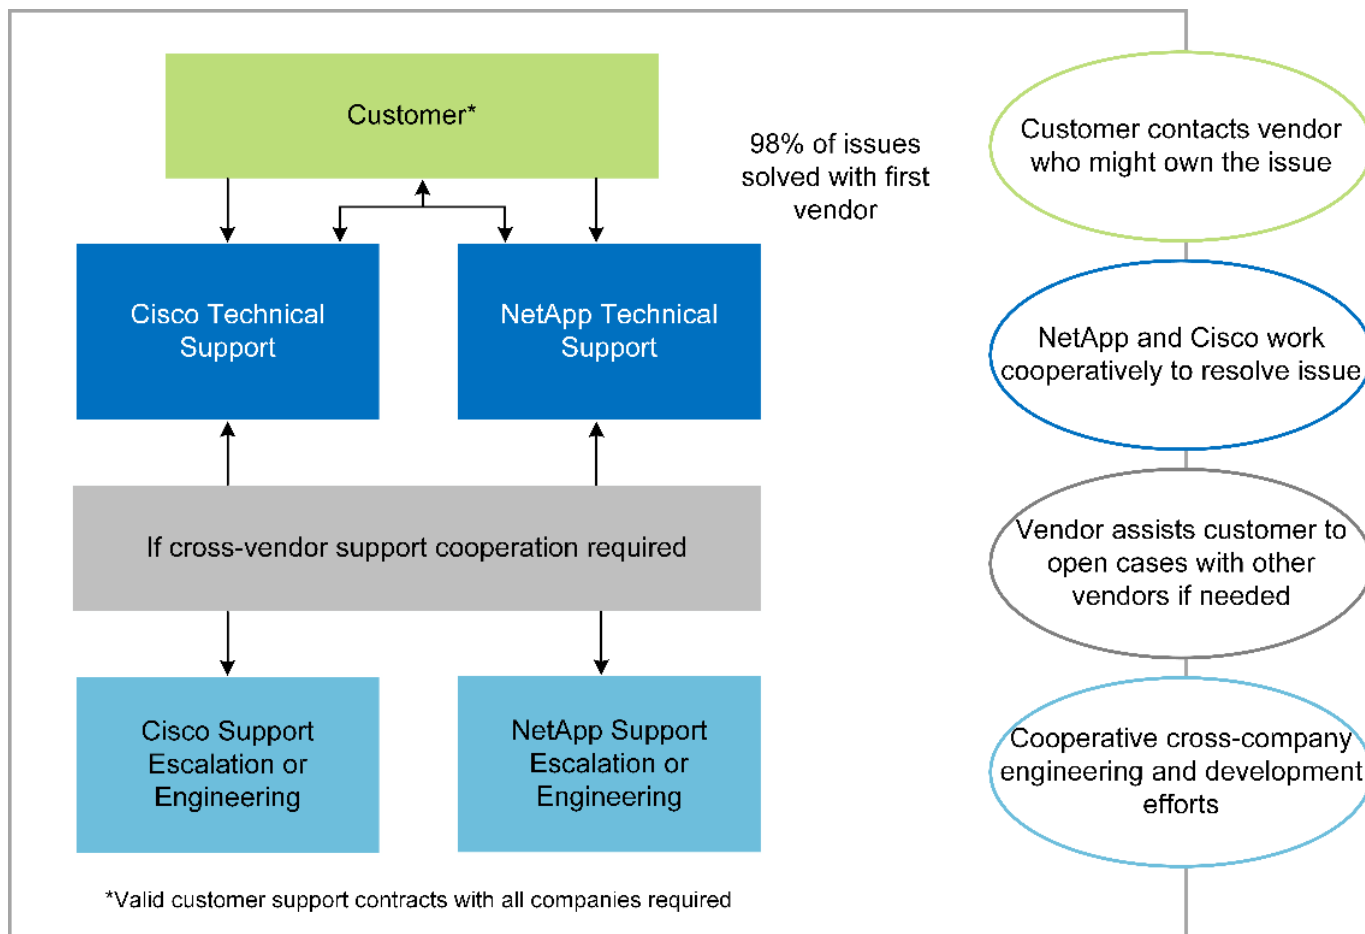 Customer*
98% of issues
solved with first
vendor
Customer contacts vendor
who might own the issue
Cisco Technical
Support
NetApp Technical
Support
NetApp and Cisco work
cooperatively to resolve issue
If cross-vendor support cooperation required
Vendor assists customer to
open cases with other
vendors if needed
Cisco Support
Escalation or
Engineering
NetApp Support
Escalation or
Engineering
Cooperative cross-company
engineering and development
efforts
*Valid customer support contracts with all companies required